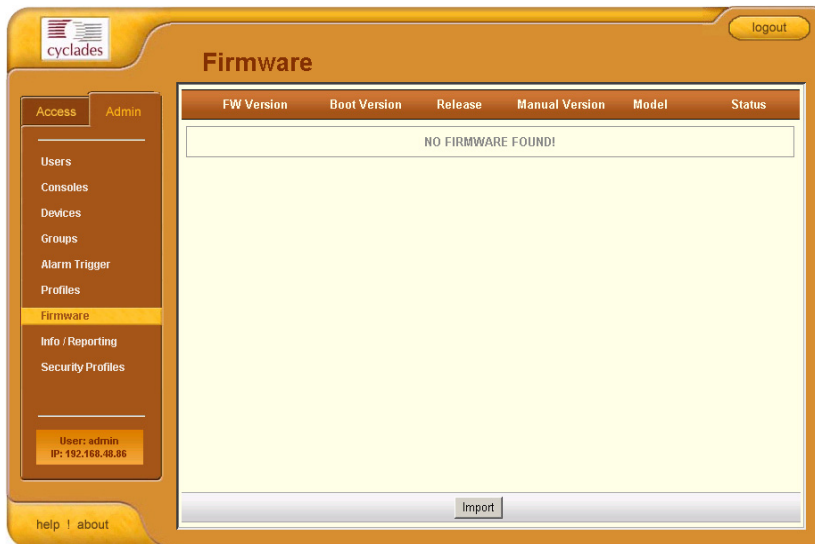 cyclades
logout
Firmware
Access Admin
FW Version Boot Version Release Manual Version Model Status
NO FIRMWARE FOUND!
Users
Consoles
Devices
Groups
Alarm Trigger
Profiles
Firmware
Info / Reporting
Security Profiles
User: admin
IP: 192.168.48.86
Import
help ! about